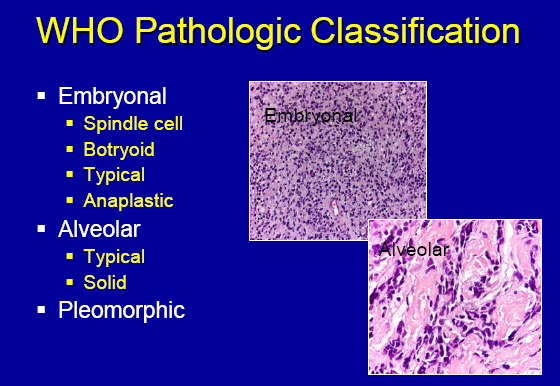 WHO Pathologic Classification
Embryonal
Spindle cell
Botryoid
Typical
Anaplastic
Alveolar
Typical
Solid
Pleomorphic
Embryonal
Alveolar